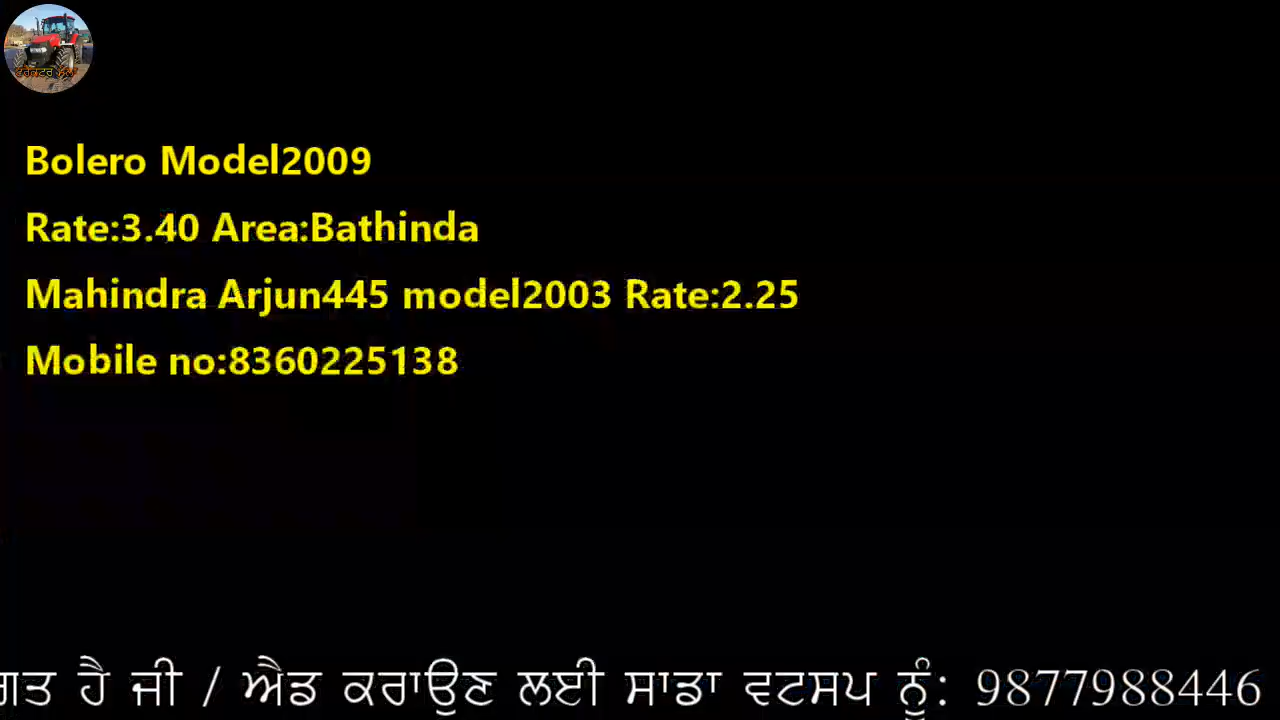 Bolero Model2009
Rate:3.40 Area:Bathinda
Mahindra Arjun445 model2003 Rate:2.25
Mobile no:8360225138
ਹੈ ਜੀ / ਐਡ ਕਰਾਉਣ ਲਈ ਸਾਡਾ ਵਟਸਪ ਨੂੰ: 9877988446